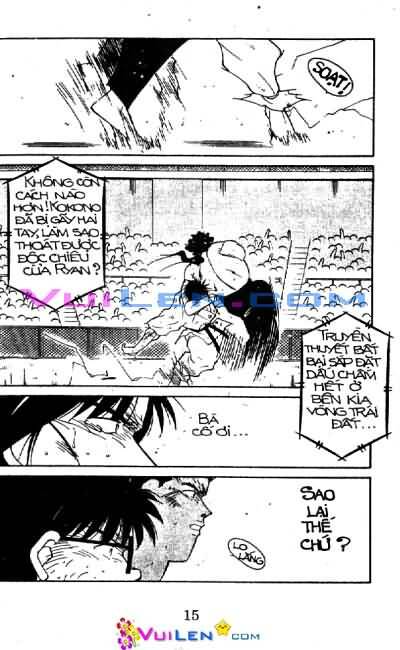 SOẠT!
KHÔNG CÒN
CÁCH NÀO
HƠN! KOKONO
ĐÃ BỊ GÃY HAI
TAY, LÀM SAO
THOÁT ĐƯỢC
ĐỘC CHIÊU
CỦA RYAN?
VuiLen.com
TRUYỀN
THUYẾT BẤT
BẠI SẮP ĐẶT
DẤU CHẤM
HẾT Ở
BÊN KIA
VÒNG TRÁI
ĐẤT...
BÀ
CÔ ƠI...
SAO
LẠI
THẾ
CHỨ?
LO
LẮNG
15
VUILEN
.COM